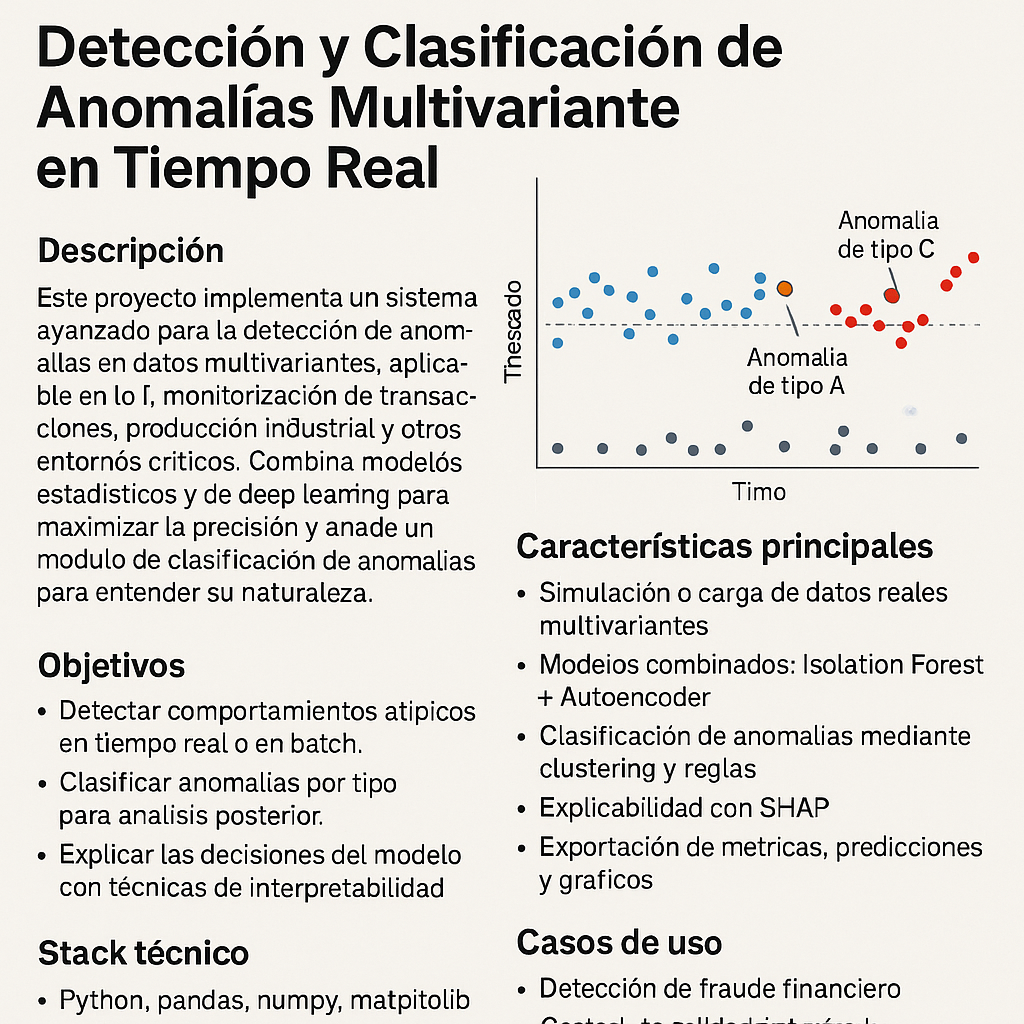 Detección y Clasificación de
Anomalías Multivariante
en Tiempo Real
Descripción
Este proyecto implementa un sistema
ayanzado para la detección de anom-
allas en datos multivariantes, aplica-
ble en lo I, monitorización de transac-
clones, producción industrial y otros
entornós criticos. Combina modelós
estadisticos y de deep learning para
maximizar la precisión y anade un
modulo de clasificación de anomalias
para entender su naturaleza.
Objetivos
• Detectar comportamientos atipicos
en tiempo real o en batch.
• Clasificar anomalias por tipo
para analisis posterior.
• Explicar las decisiones del modelo
con técnicas de interpretabilidad
Stack técnico
• Python, pandas, numpy, matpitolib
Anomalia
de tipo C
Thescado
Anomalia
de tipo A
Timo
Características principales
• Simulación o carga de datos reales
multivariantes
• Modeios combinados: Isolation Forest
+ Autoencoder
• Clasificación de anomalias mediante
clustering y reglas
• Explicabilidad con SHAP
• Exportación de metricas, predicciones
y graficos
Casos de uso
• Detección de fraude financiero